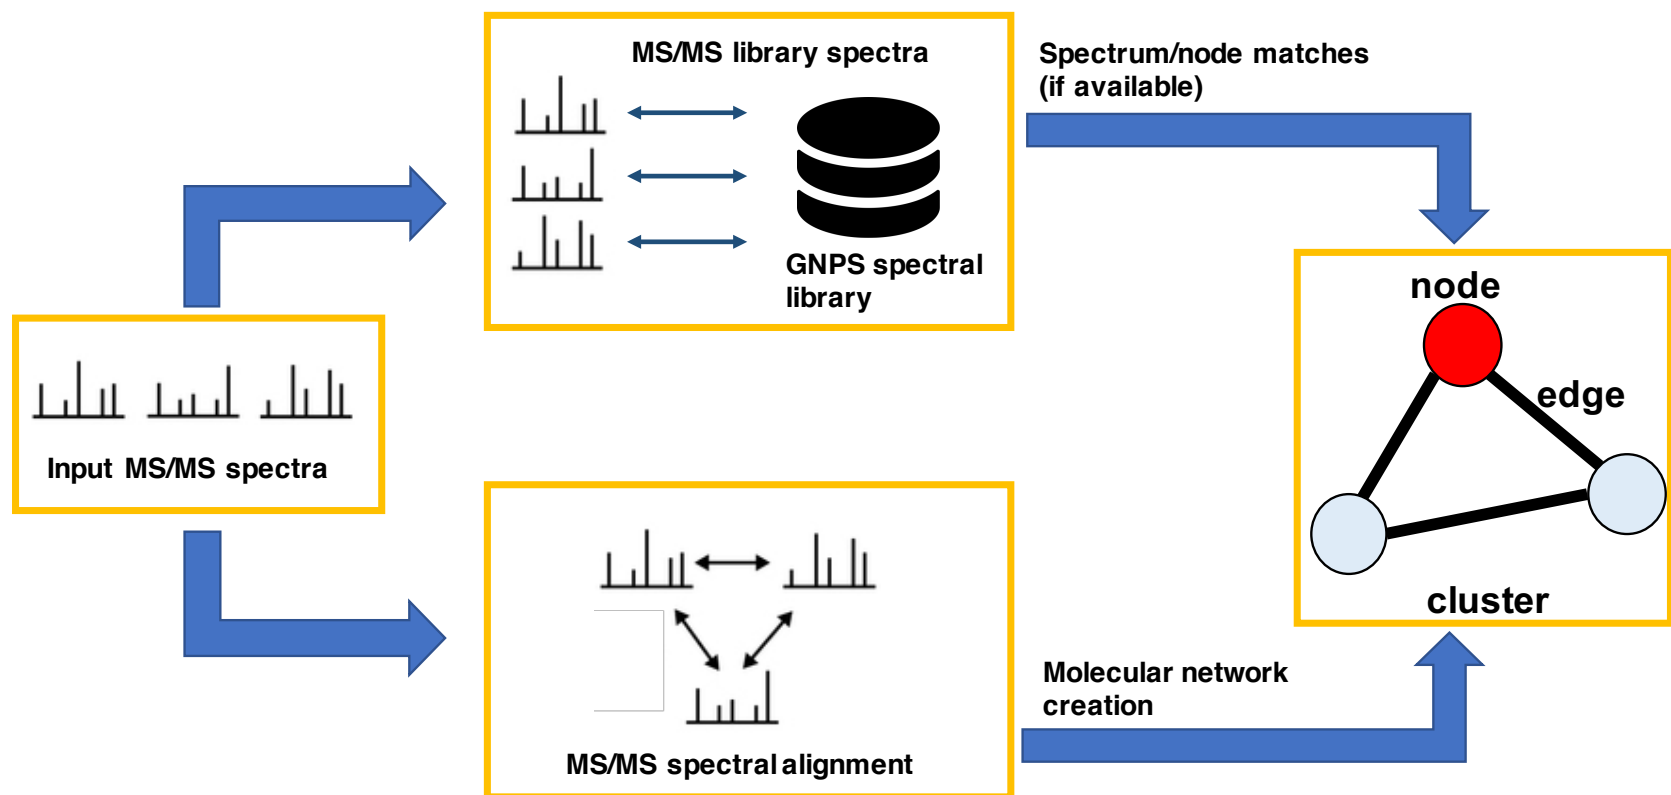 MS/MS library spectra
GNPS spectral
library
Spectrum/node matches
(if available)
Input MS/MS spectra
MS/MS spectral alignment
Molecular network
creation
node
edge
cluster